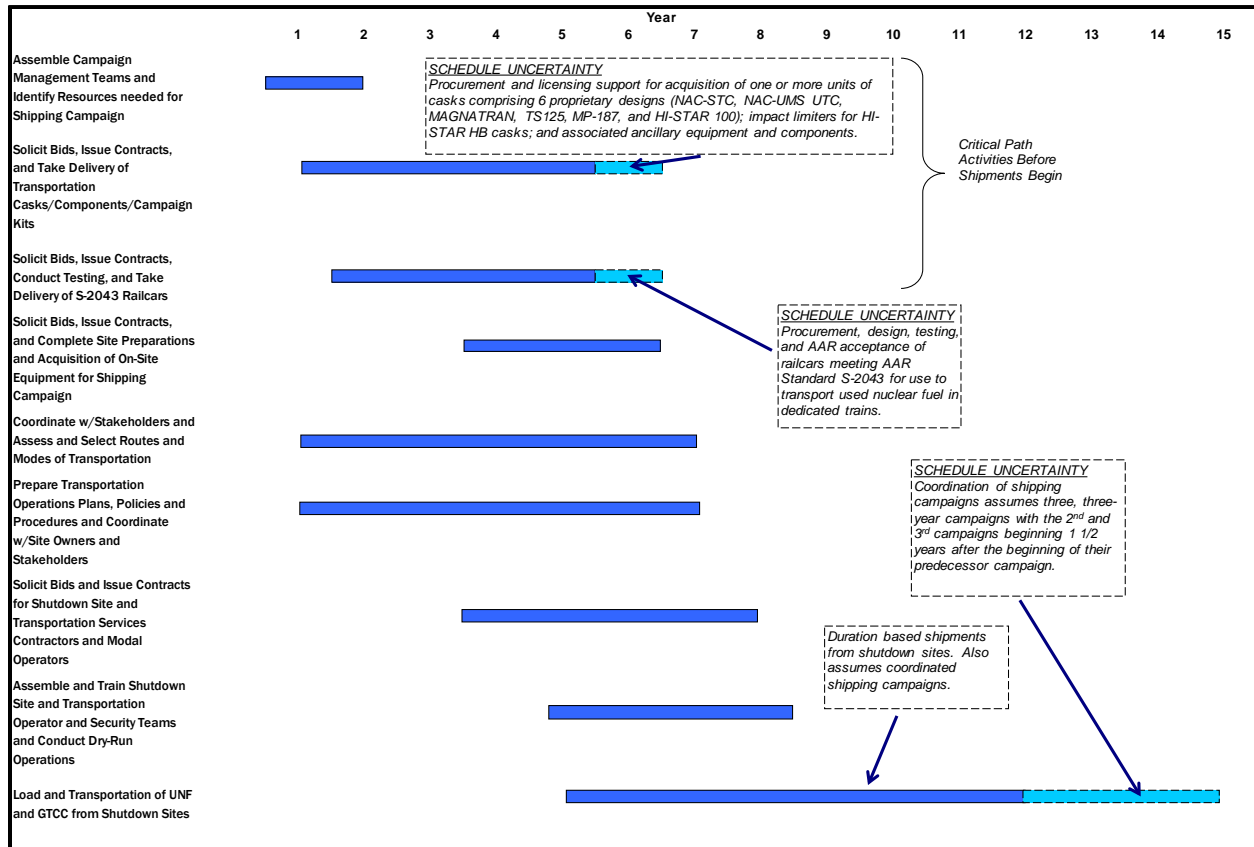 Year
1 2 3 4 5 6 7 8 9 10 11 12 13 14 15
Assemble Campaign
Management Teams and
Identify Resources needed for
Shipping Campaign
SCHEDULE UNCERTAINTY
Procurement and licensing support for acquisition of one or more units of
casks comprising 6 proprietary designs (NAC-STC, NAC-UMS UTC,
MAGNATRAN, TS125, MP-187, and HI-STAR 100); impact limiters for HI-
STAR HB casks; and associated ancillary equipment and components.
Critical Path
Activities Before
Shipments Begin
Solicit Bids, Issue Contracts,
and Take Delivery of
Transportation
Casks/Components/Campaign
Kits
Solicit Bids, Issue Contracts,
Conduct Testing, and Take
Delivery of S-2043 Railcars
SCHEDULE UNCERTAINTY
Procurement, design, testing,
and AAR acceptance of
railcars meeting AAR
Standard S-2043 for use to
transport used nuclear fuel in
dedicated trains.
Solicit Bids, Issue Contracts,
and Complete Site Preparations
and Acquisition of On-Site
Equipment for Shipping
Campaign
Coordinate w/Stakeholders and
Assess and Select Routes and
Modes of Transportation
SCHEDULE UNCERTAINTY
Coordination of shipping
campaigns assumes three, three-
year campaigns with the 2nd and
3rd campaigns beginning 1 1/2
years after the beginning of their
predecessor campaign.
Prepare Transportation
Operations Plans, Policies and
Procedures and Coordinate
w/Site Owners and
Stakeholders
Solicit Bids and Issue Contracts
for Shutdown Site and
Transportation Services
Contractors and Modal
Operators
Duration based shipments
from shutdown sites. Also
assumes coordinated
shipping campaigns.
Assemble and Train Shutdown
Site and Transportation
Operator and Security Teams
and Conduct Dry-Run
Operations
Load and Transportation of UNF
and GTCC from Shutdown Sites